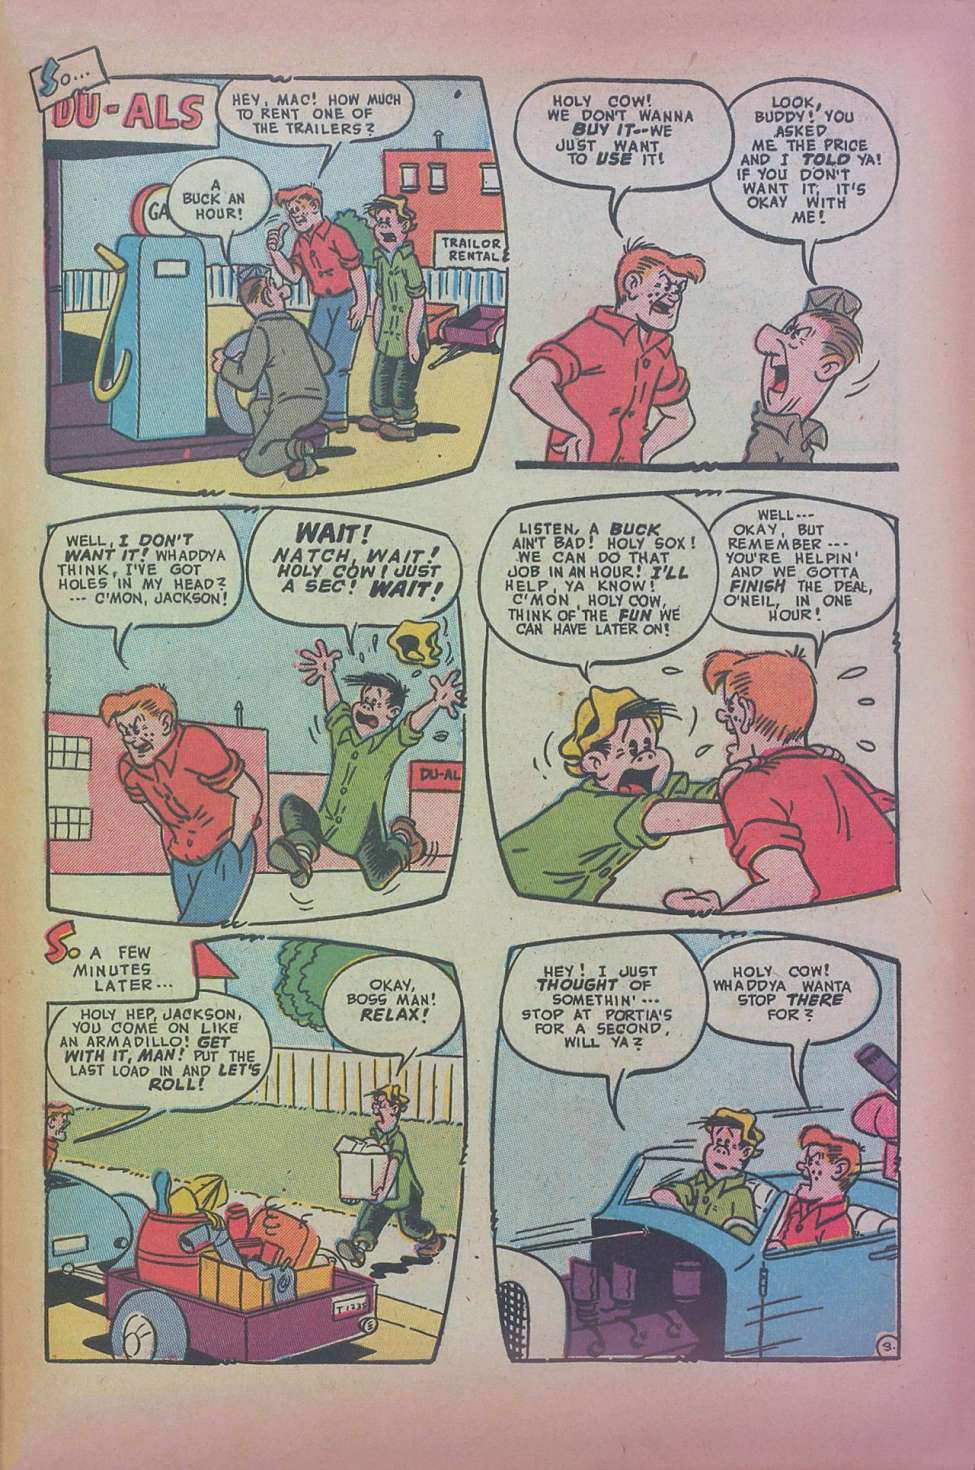 So...
DU-ALS
HEY, MAC! HOW MUCH
TO RENT ONE OF
THE TRAILERS?
A
BUCK AN
HOUR!
GA
TRAILOR
RENTAL
HOLY COW!
WE DON'T WANNA
BUY IT--WE
JUST WANT
TO USE IT!
LOOK,
BUDDY! YOU
ASKED
ME THE PRICE
AND I TOLD YA!
IF YOU DON'T
WANT IT, IT'S
OKAY WITH
ME!
WELL, I DON'T
WANT IT! WHADDYA
THINK, I'VE GOT
HOLES IN MY HEAD?
--- C'MON, JACKSON!
WAIT!
NATCH, WAIT!
HOLY COW! JUST
A SEC! WAIT!
DU-AL
LISTEN, A BUCK
AIN'T BAD! HOLY SOX!
WE CAN DO THAT
JOB IN AN HOUR! I'LL
HELP, YA KNOW!
C'MON, HOLY COW,
THINK OF THE FUN WE
CAN HAVE LATER ON!
WELL---
OKAY, BUT
REMEMBER ---
YOU'RE HELPIN'
AND WE GOTTA
FINISH THE DEAL,
O'NEIL, IN ONE
HOUR!
SO A FEW
MINUTES
LATER---
HOLY HEP, JACKSON,
YOU COME ON LIKE
AN ARMADILLO! GET
WITH IT, MAN! PUT THE
LAST LOAD IN AND LET'S
ROLL!
OKAY,
BOSS MAN!
RELAX!
T 1235
HEY! I JUST
THOUGHT OF
SOMETHIN'---
STOP AT PORTIA'S
FOR A SECOND,
WILL YA?
HOLY COW!
WHADDYA WANTA
STOP THERE
FOR?
3.